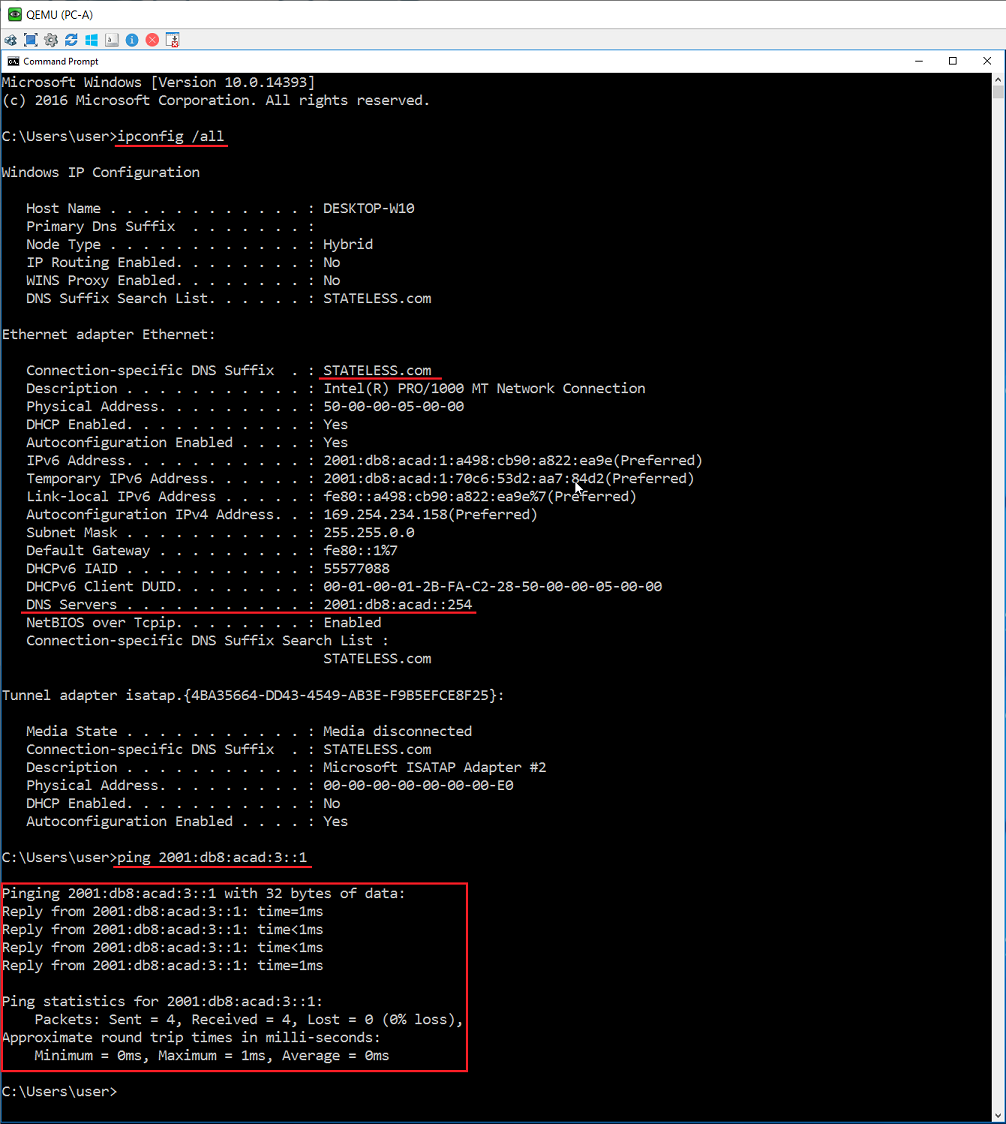 QEMU (PC-A)
Command Prompt
Microsoft Windows [Version 10.0.14393]
(c) 2016 Microsoft Corporation. All rights reserved.
C:\Users\user>ipconfig /all
Windows IP Configuration
Host Name . . . . . . . . . . . . : DESKTOP-W10
Primary Dns Suffix  . . . . . . . :
Node Type . . . . . . . . . . . . : Hybrid
IP Routing Enabled. . . . . . . . : No
WINS Proxy Enabled. . . . . . . . : No
DNS Suffix Search List. . . . . . : STATELESS.com
Ethernet adapter Ethernet:
Connection-specific DNS Suffix  . : STATELESS.com
Description . . . . . . . . . . . : Intel(R) PRO/1000 MT Network Connection
Physical Address. . . . . . . . . : 50-00-00-05-00-00
DHCP Enabled. . . . . . . . . . . : Yes
Autoconfiguration Enabled . . . . : Yes
IPv6 Address. . . . . . . . . . . : 2001:db8:acad:1:a498:cb90:a822:ea9e(Preferred)
Temporary IPv6 Address. . . . . . : 2001:db8:acad:1:70c6:53d2:aa7:84d2(Preferred)
Link-local IPv6 Address . . . . . : fe80::a498:cb90:a822:ea9e%7(Preferred)
Autoconfiguration IPv4 Address. . : 169.254.234.158(Preferred)
Subnet Mask . . . . . . . . . . . : 255.255.0.0
Default Gateway . . . . . . . . . : fe80::1%7
DHCPv6 IAID . . . . . . . . . . . : 55577088
DHCPv6 Client DUID. . . . . . . . : 00-01-00-01-2B-FA-C2-28-50-00-00-05-00-00
DNS Servers . . . . . . . . . . . : 2001:db8:acad::254
NetBIOS over Tcpip. . . . . . . . : Enabled
Connection-specific DNS Suffix Search List :
STATELESS.com
Tunnel adapter isatap.{4BA35664-DD43-4549-AB3E-F9B5EFCE8F25}:
Media State . . . . . . . . . . . : Media disconnected
Connection-specific DNS Suffix  . : STATELESS.com
Description . . . . . . . . . . . : Microsoft ISATAP Adapter #2
Physical Address. . . . . . . . . : 00-00-00-00-00-00-00-E0
DHCP Enabled. . . . . . . . . . . : No
Autoconfiguration Enabled . . . . : Yes
C:\Users\user>ping 2001:db8:acad:3::1
Pinging 2001:db8:acad:3::1 with 32 bytes of data:
Reply from 2001:db8:acad:3::1: time=1ms
Reply from 2001:db8:acad:3::1: time<1ms
Reply from 2001:db8:acad:3::1: time<1ms
Reply from 2001:db8:acad:3::1: time=1ms
Ping statistics for 2001:db8:acad:3::1:
Packets: Sent = 4, Received = 4, Lost = 0 (0% loss),
Approximate round trip times in milli-seconds:
Minimum = 0ms, Maximum = 1ms, Average = 0ms
C:\Users\user>